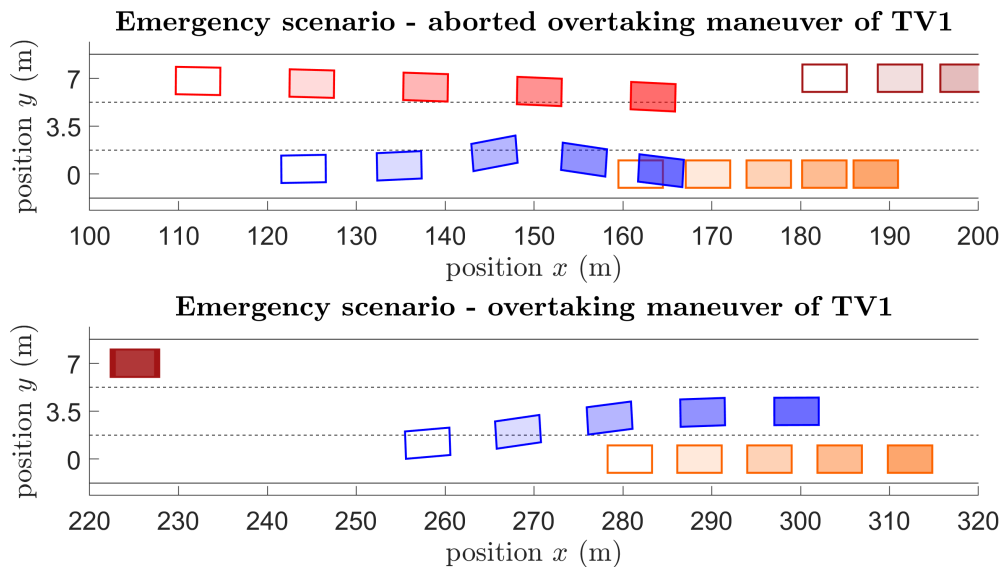 Emergency scenario - aborted overtaking maneuver of TV1
position y (m)
7
3.5
0
100 110 120 130 140 150 160 170 180 190 200
position x (m)
Emergency scenario - overtaking maneuver of TV1
position y (m)
7
3.5
0
220 230 240 250 260 270 280 290 300 310 320
position x (m)